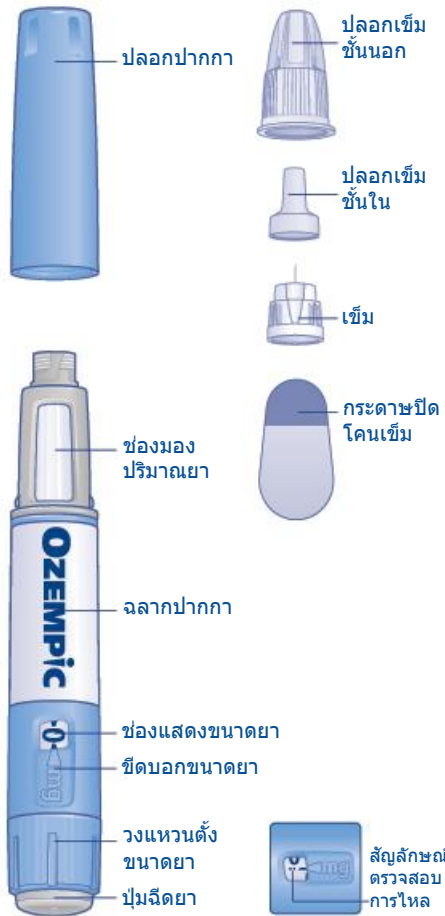 ปลอกปากกา
ปลอกเข็ม
ชั้นนอก
ปลอกเข็ม
ชั้นใน
เข็ม
กระดาษปิด
โคนเข็ม
ช่องมอง
ปริมาณยา
OZEMPIC
ฉลากปากกา
0
mg
ช่องแสดงขนาดยา
ขีดบอกขนาดยา
วงแหวนตั้ง
ขนาดยา
ปุ่มฉีดยา
mg
สัญลักษณ์
ตรวจสอบ
การไหล